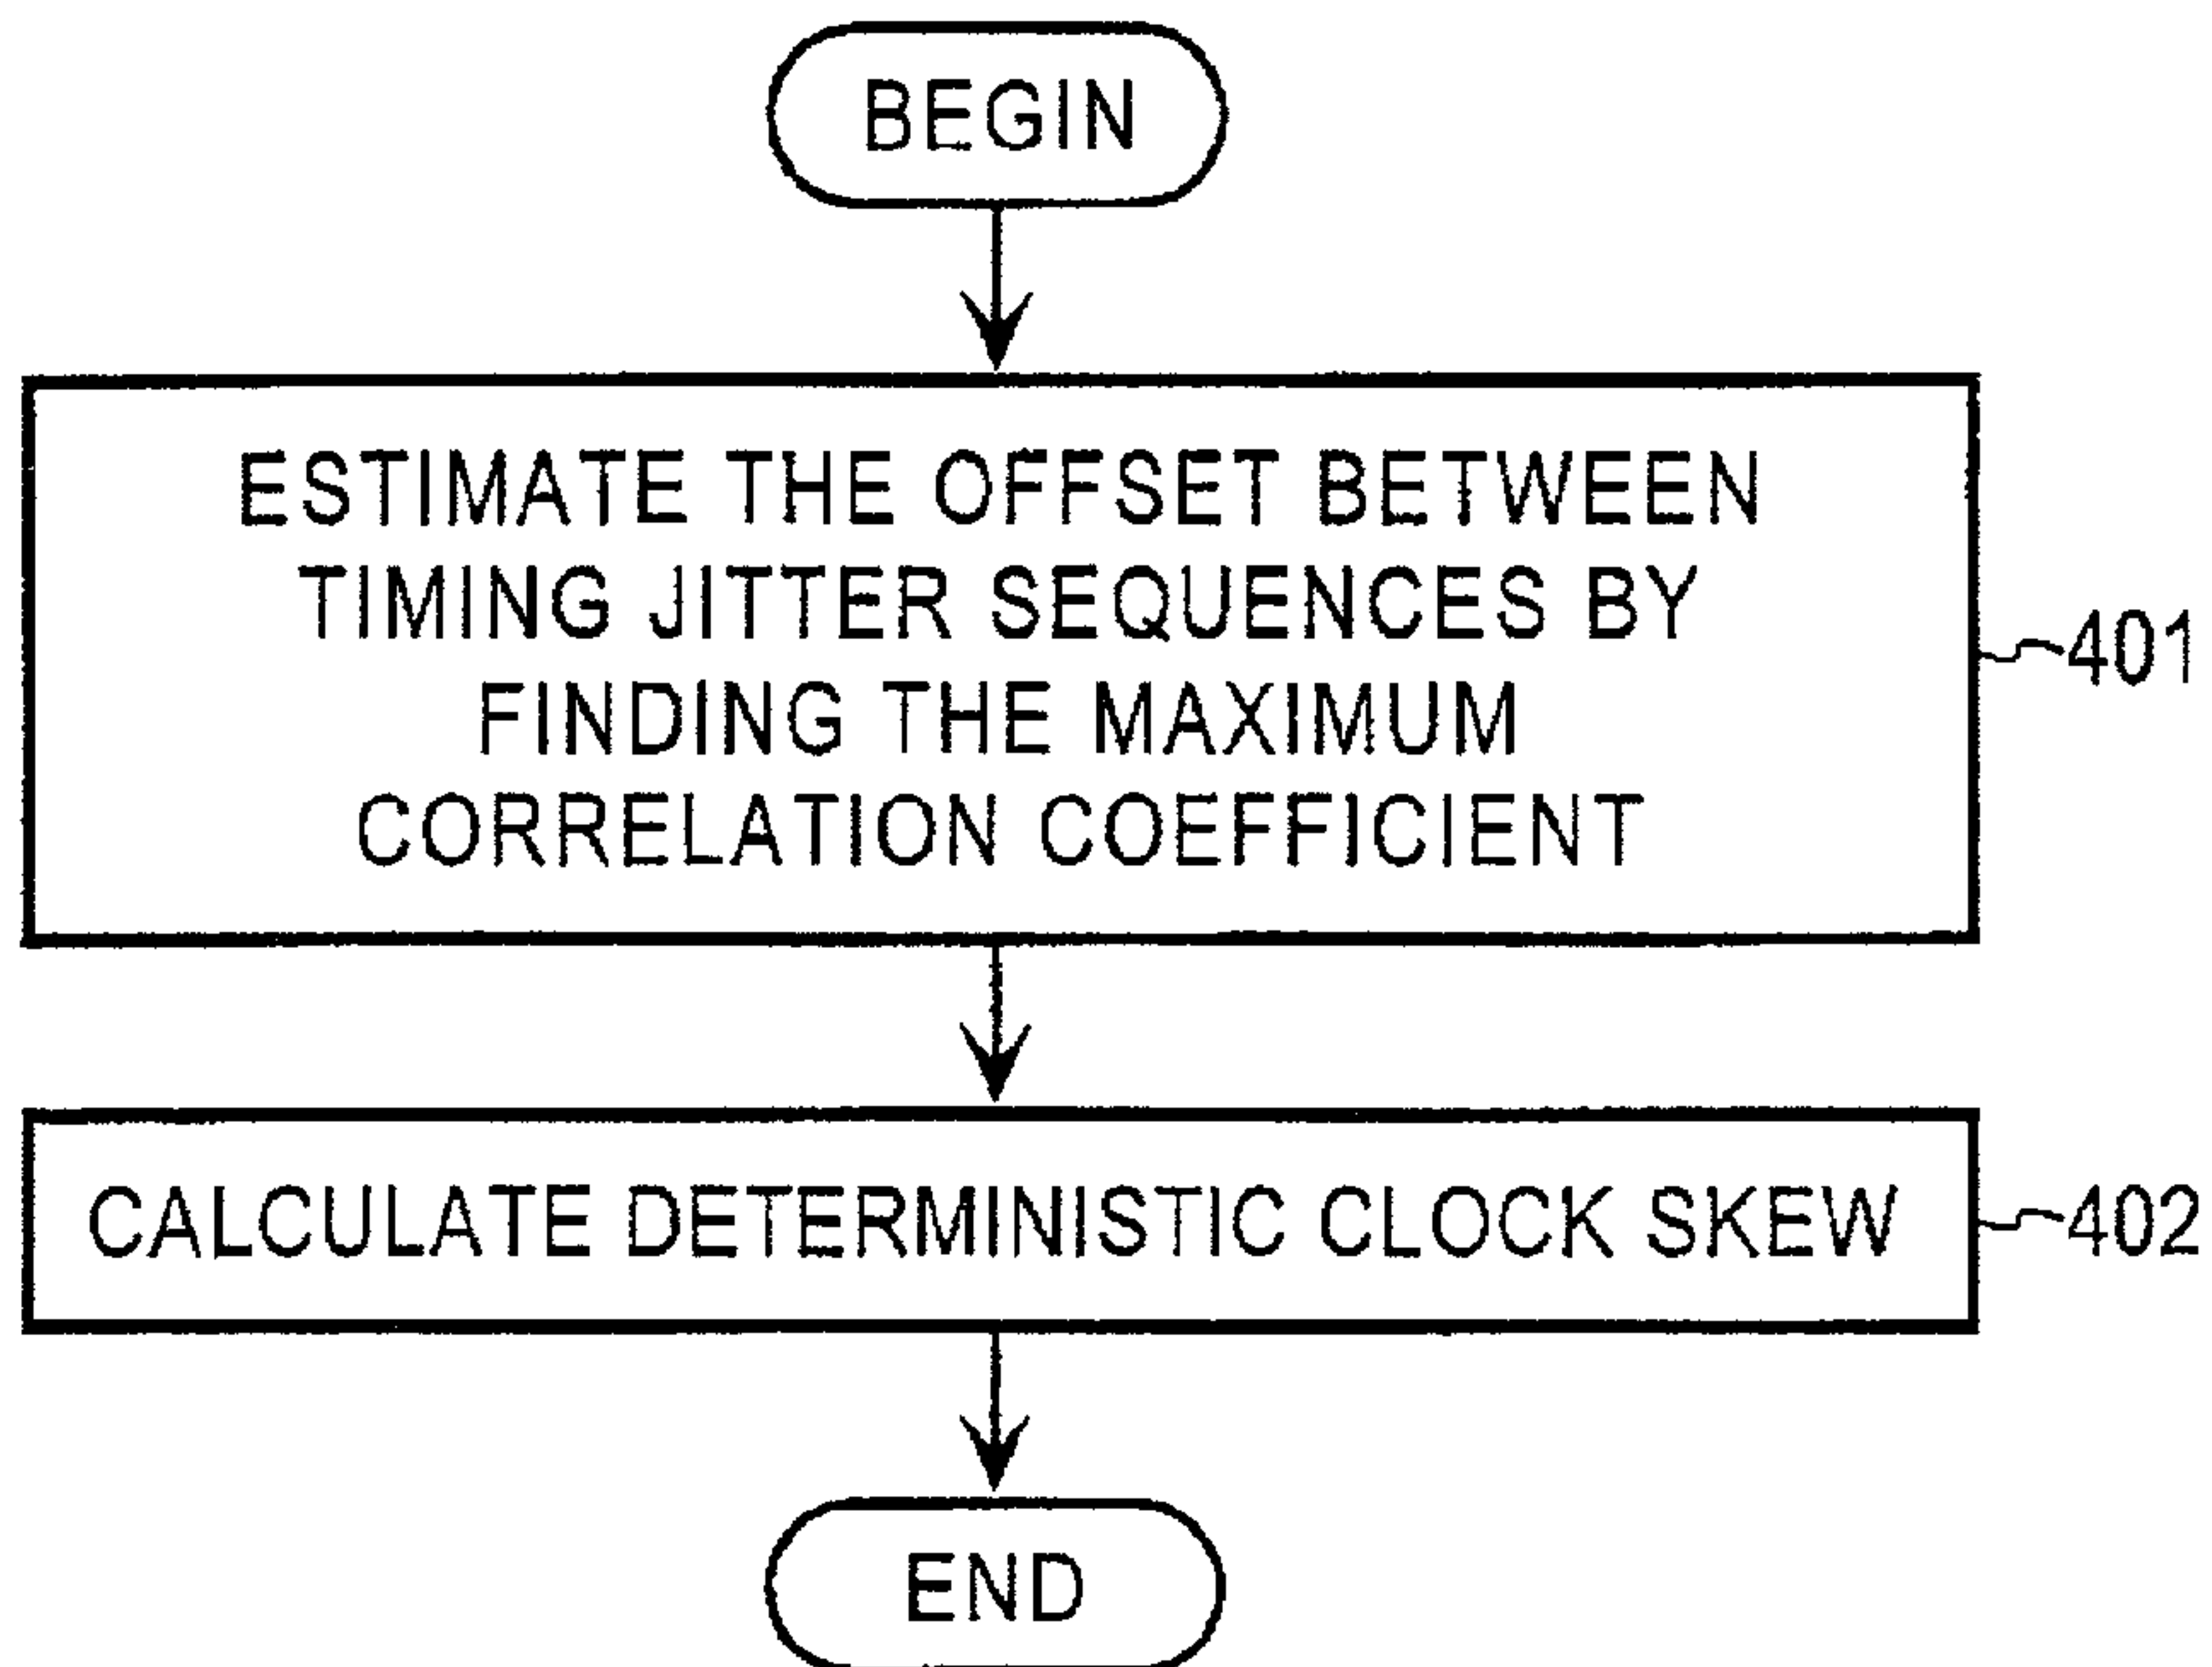 BEGIN
ESTIMATE THE OFFSET BETWEEN
TIMING JITTER SEQUENCES BY
FINDING THE MAXIMUM
CORRELATION COEFFICIENT
401
CALCULATE DETERMINISTIC CLOCK SKEW
402
END